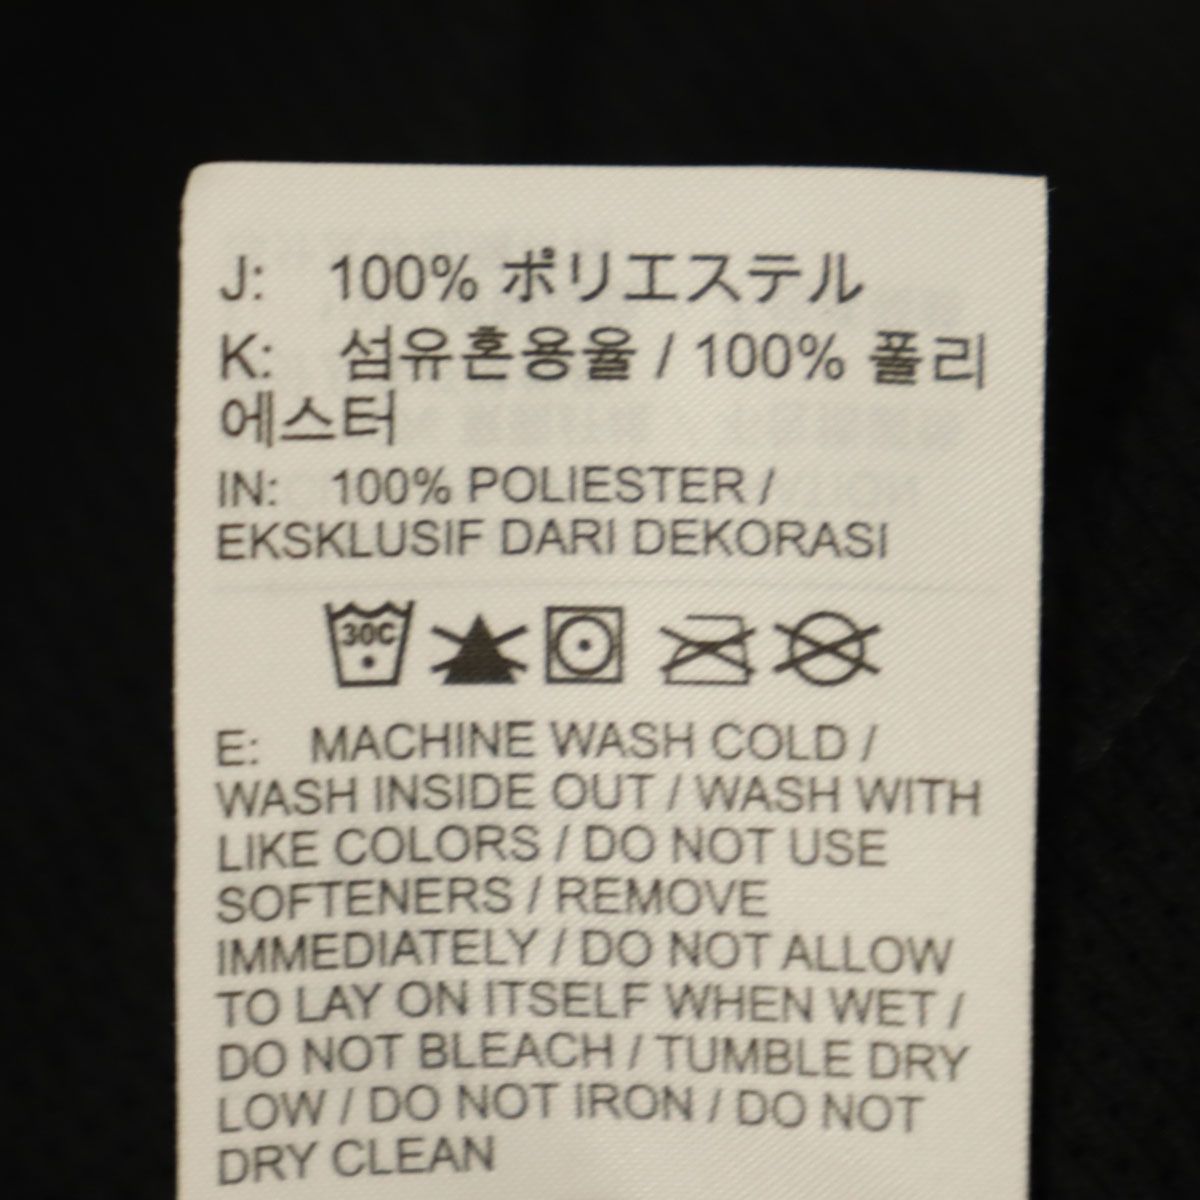 J: 100% ポリエステル
K: 섬유혼용율 / 100% 폴리
에스터
IN: 100% POLIESTER /
EKSKLUSIF DARI DEKORASI
30C
E: MACHINE WASH COLD /
WASH INSIDE OUT / WASH WITH
LIKE COLORS / DO NOT USE
SOFTENERS / REMOVE
IMMEDIATELY / DO NOT ALLOW
TO LAY ON ITSELF WHEN WET /
DO NOT BLEACH / TUMBLE DRY
LOW / DO NOT IRON / DO NOT
DRY CLEAN